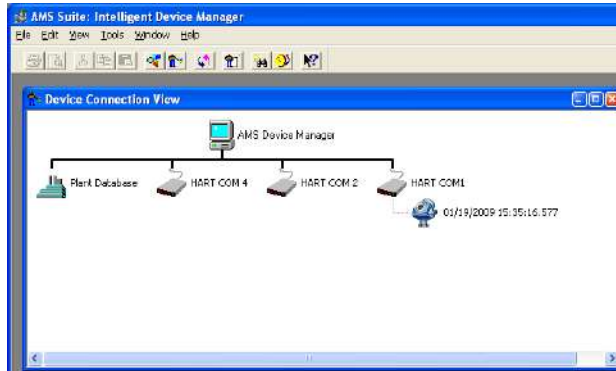 AMS Suite: Intelligent Device Manager
File Edit View Tools Window Help
Device Connection View
AMS Device Manager
Plant Database HART COM 4 HART COM 2 HART COM1
01/19/2009 15:35:16.577